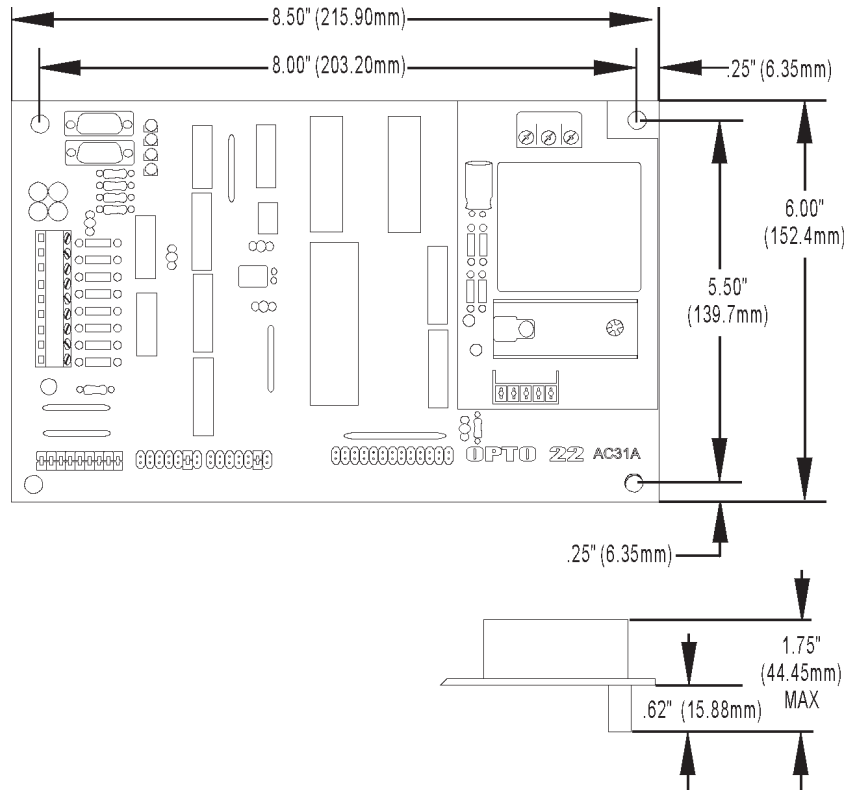 8.50" (215.90mm)
8.00" (203.20mm)
.25" (6.35mm)
6.00"
(152.4mm)
5.50"
(139.7mm)
OPTO 22 AC31A
.25" (6.35mm)
1.75"
(44.45mm)
MAX
.62" (15.88mm)